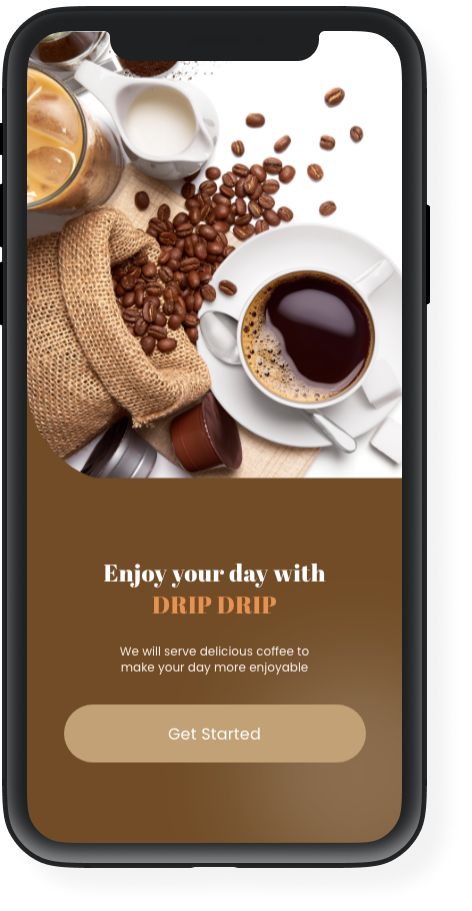 Enjoy your day with
DRIP DRIP
We will serve delicious coffee to
make your day more enjoyable
Get Started